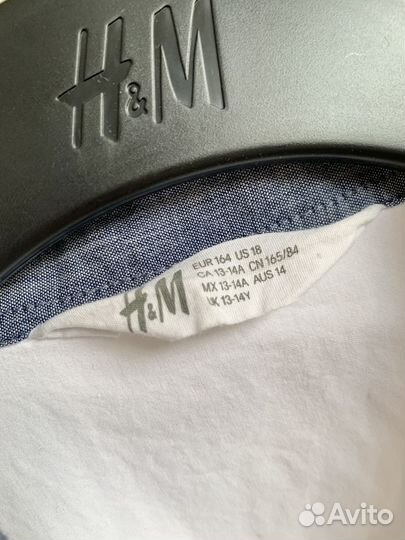 H&M
EUR 164 US 18
CA 13-14A CN 165/84
MX 13-14A AUS 14
UK 13-14Y
H&M
Avito